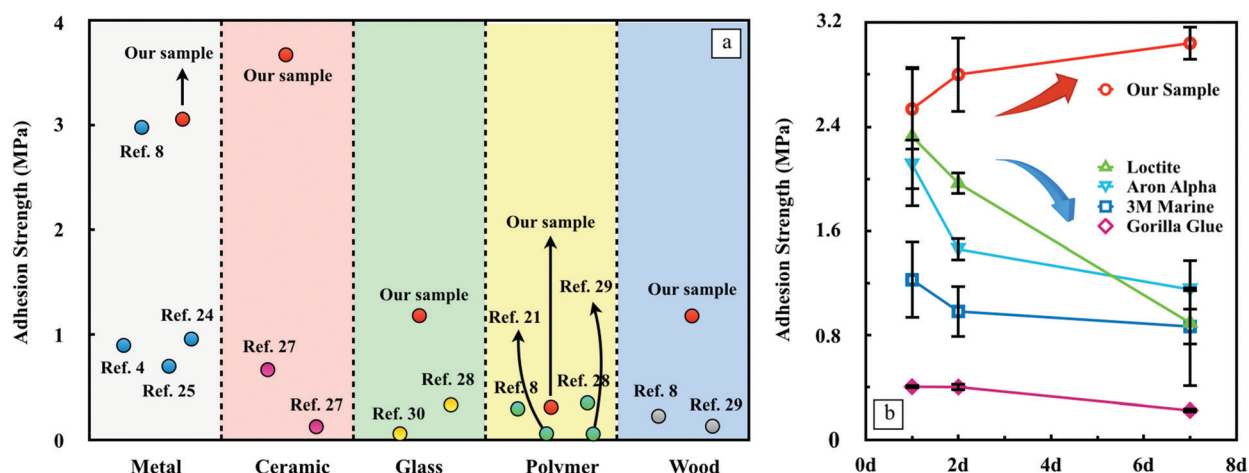 Adhesion Strength (MPa)
4
3
2
1
0
a
Our sample
Ref. 8
Ref. 24
Ref. 4
Ref. 25
Our sample
Ref. 27
Ref. 27
Our sample
Ref. 28
Ref. 30
Our sample
Ref. 29
Ref. 21
Ref. 8
Ref. 28
Our sample
Ref. 8
Ref. 29
Metal
Ceramic
Glass
Polymer
Wood
Adhesion Strength (MPa)
3.2
2.4
1.6
0.8
0
Our Sample
Loctite
Aron Alpha
3M Marine
Gorilla Glue
b
0d
2d
4d
6d
8d